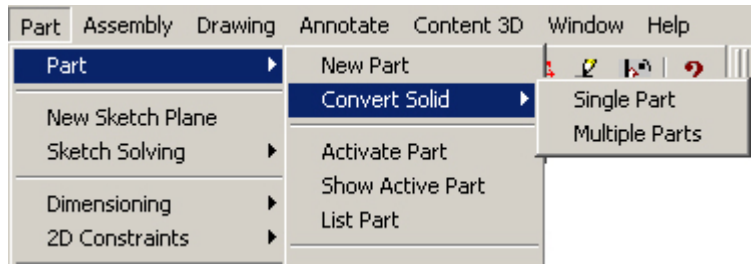 Part Assembly Drawing Annotate Content 3D Window Help
Part
New Sketch Plane
Sketch Solving
Dimensioning
2D Constraints
New Part
Convert Solid
Activate Part
Show Active Part
List Part
Single Part
Multiple Parts